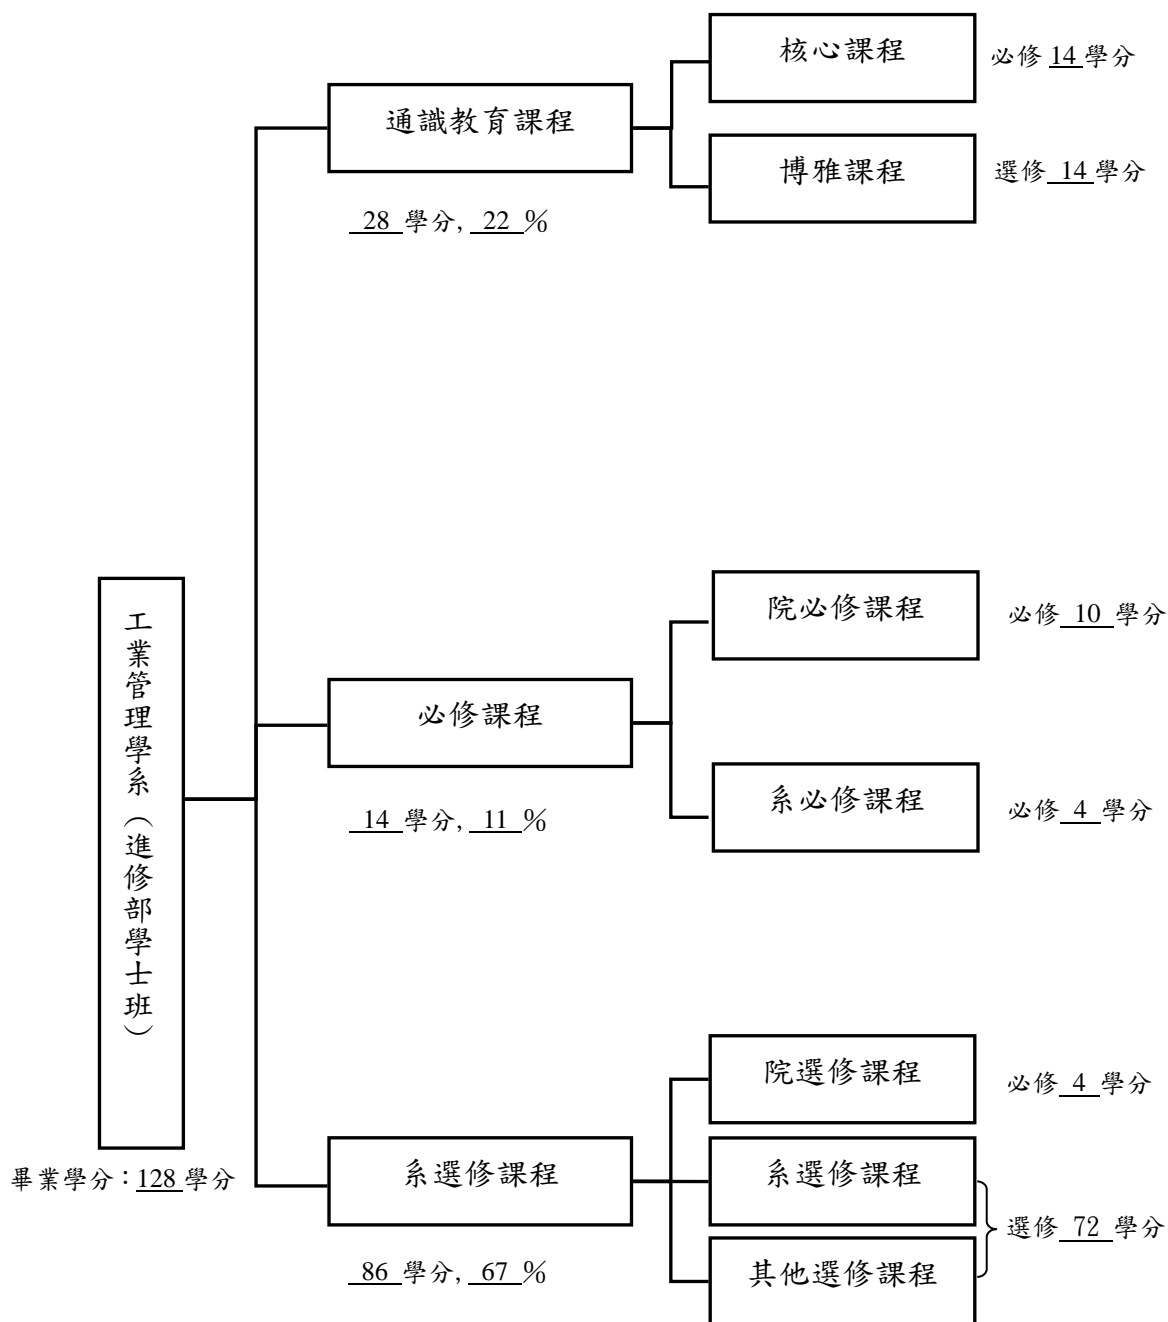 核心課程
必修 14 學分
通識教育課程
博雅課程
選修 14 學分
28 學分, 22 %
工業管理學系（進修部學士班）
院必修課程
必修 10 學分
必修課程
系必修課程
必修 4 學分
14 學分, 11 %
院選修課程
必修 4 學分
畢業學分：128 學分
系選修課程
系選修課程
選修 72 學分
其他選修課程
86 學分, 67 %